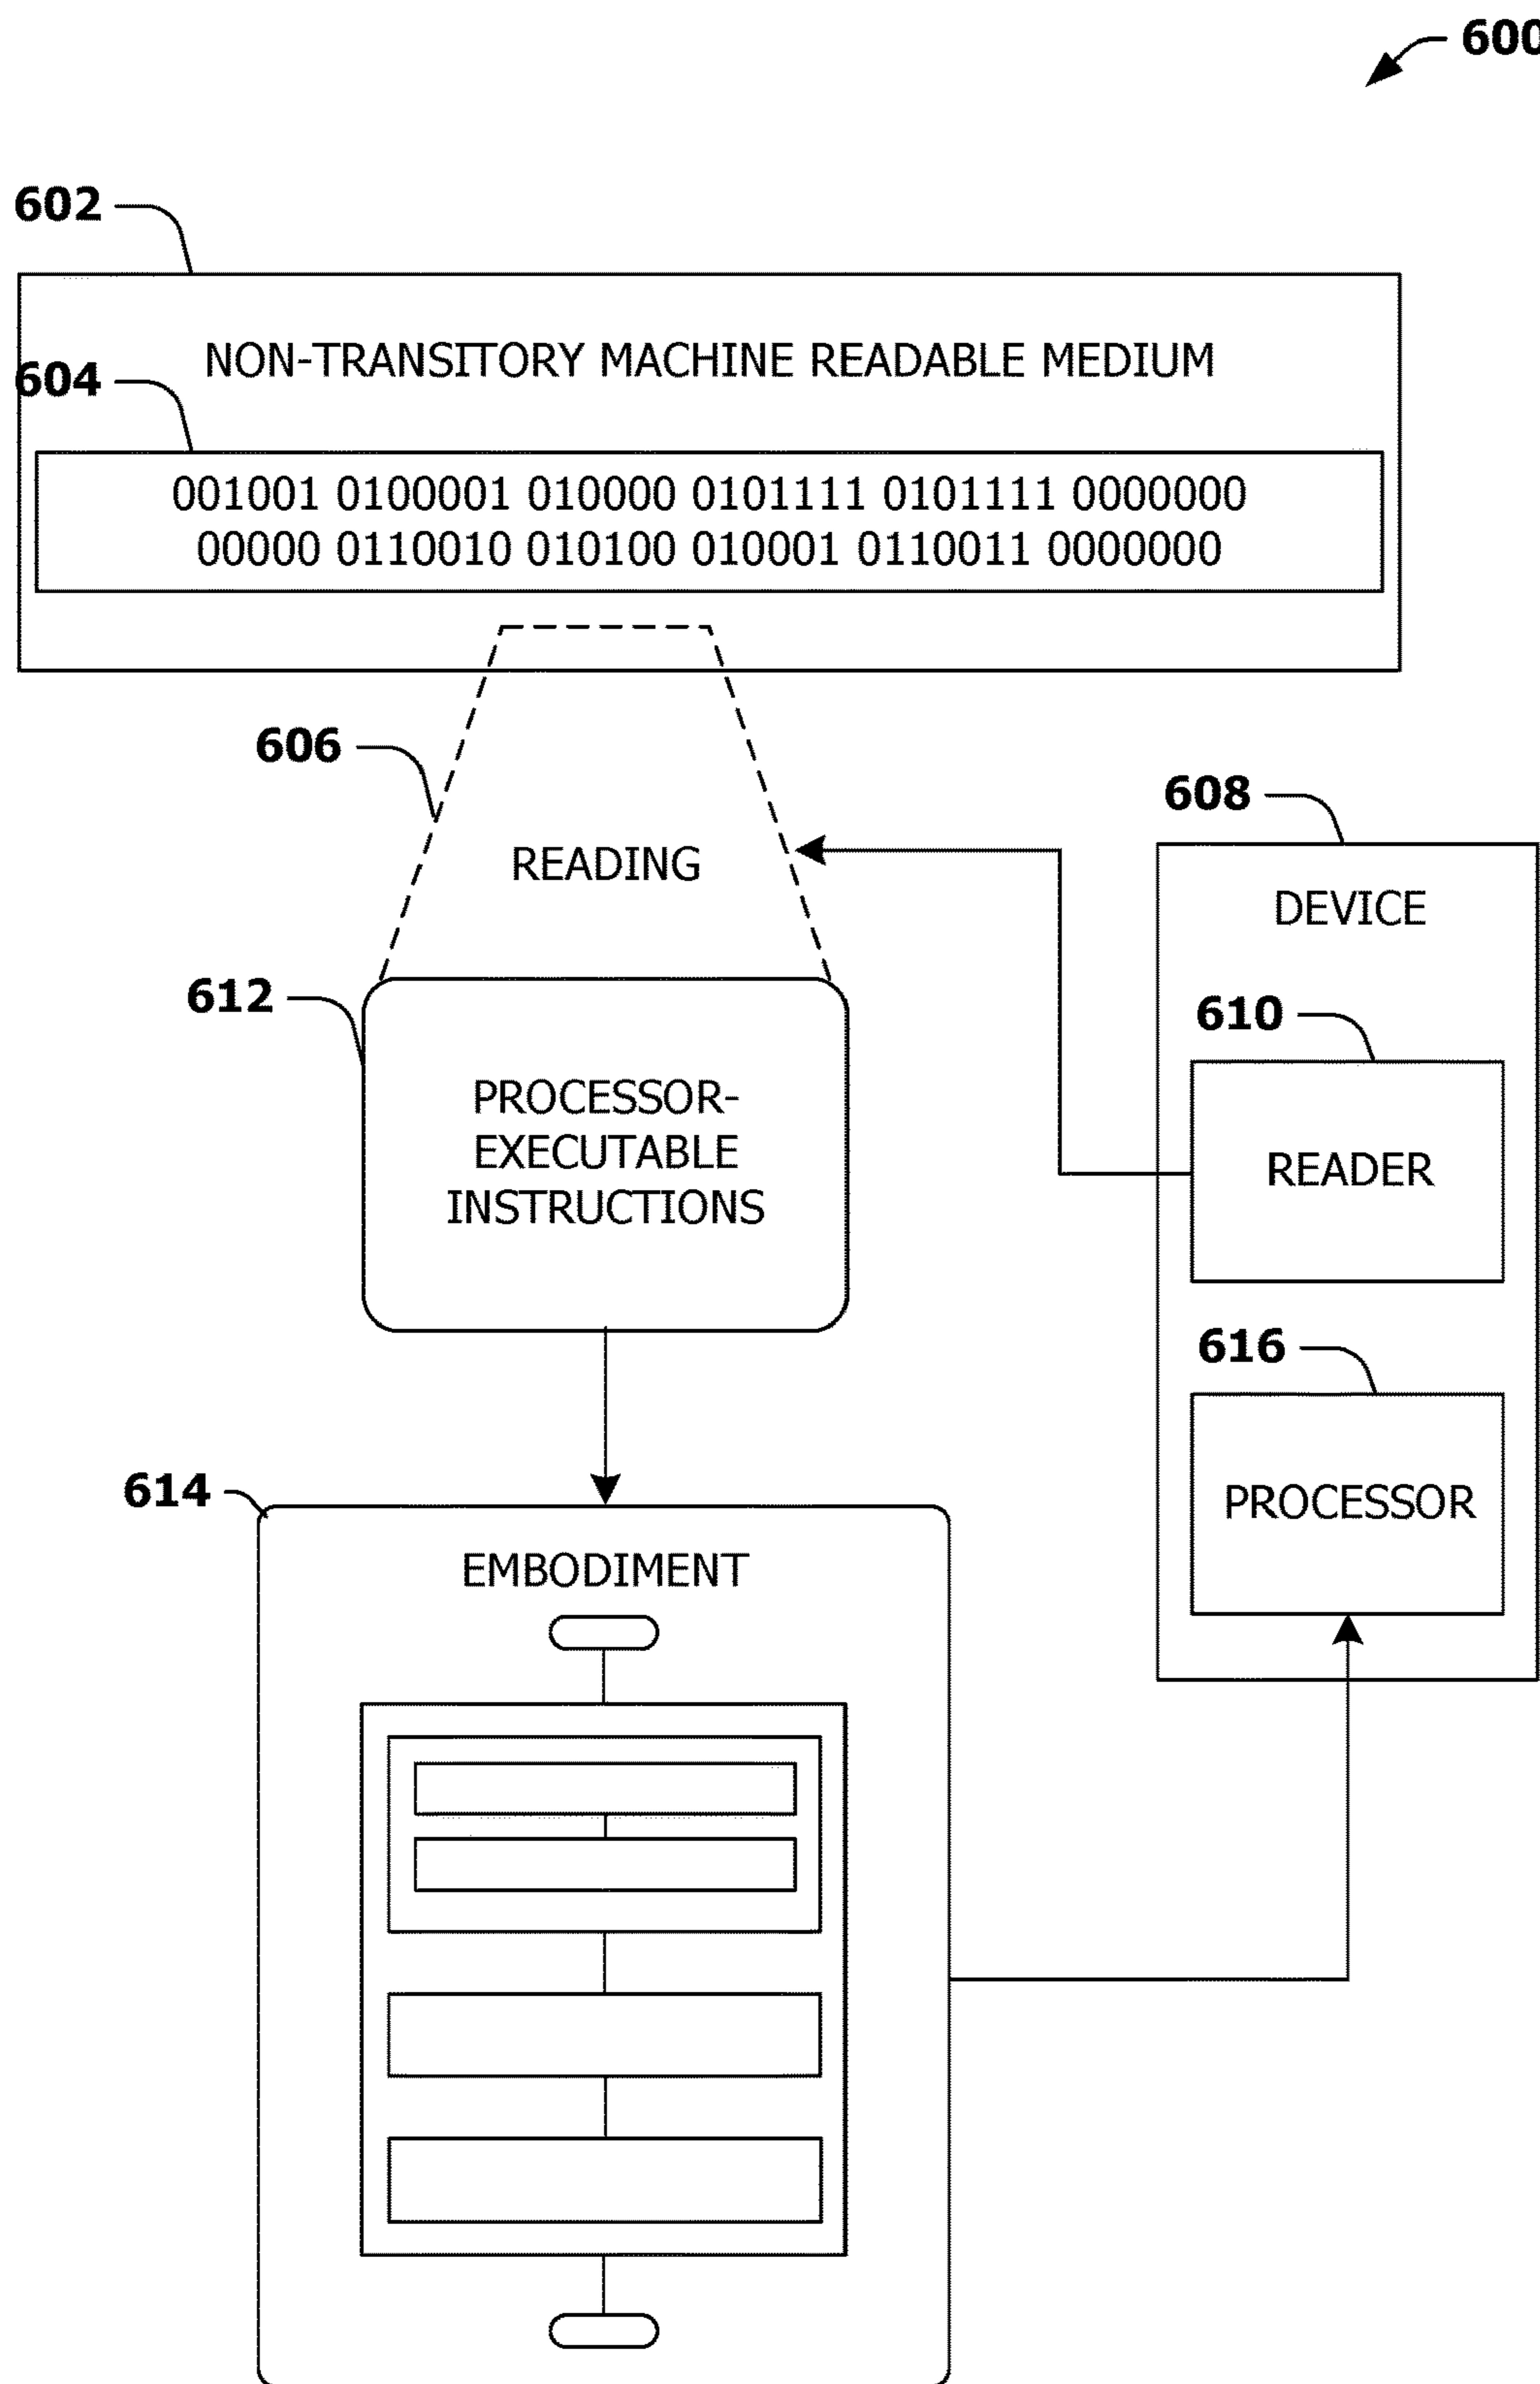 600
602
NON-TRANSITORY MACHINE READABLE MEDIUM
604
001001 0100001 010000 0101111 0101111 0000000
00000 0110010 010100 010001 0110011 0000000
606
READING
608
DEVICE
610
READER
612
PROCESSOR-
EXECUTABLE
INSTRUCTIONS
616
PROCESSOR
614
EMBODIMENT